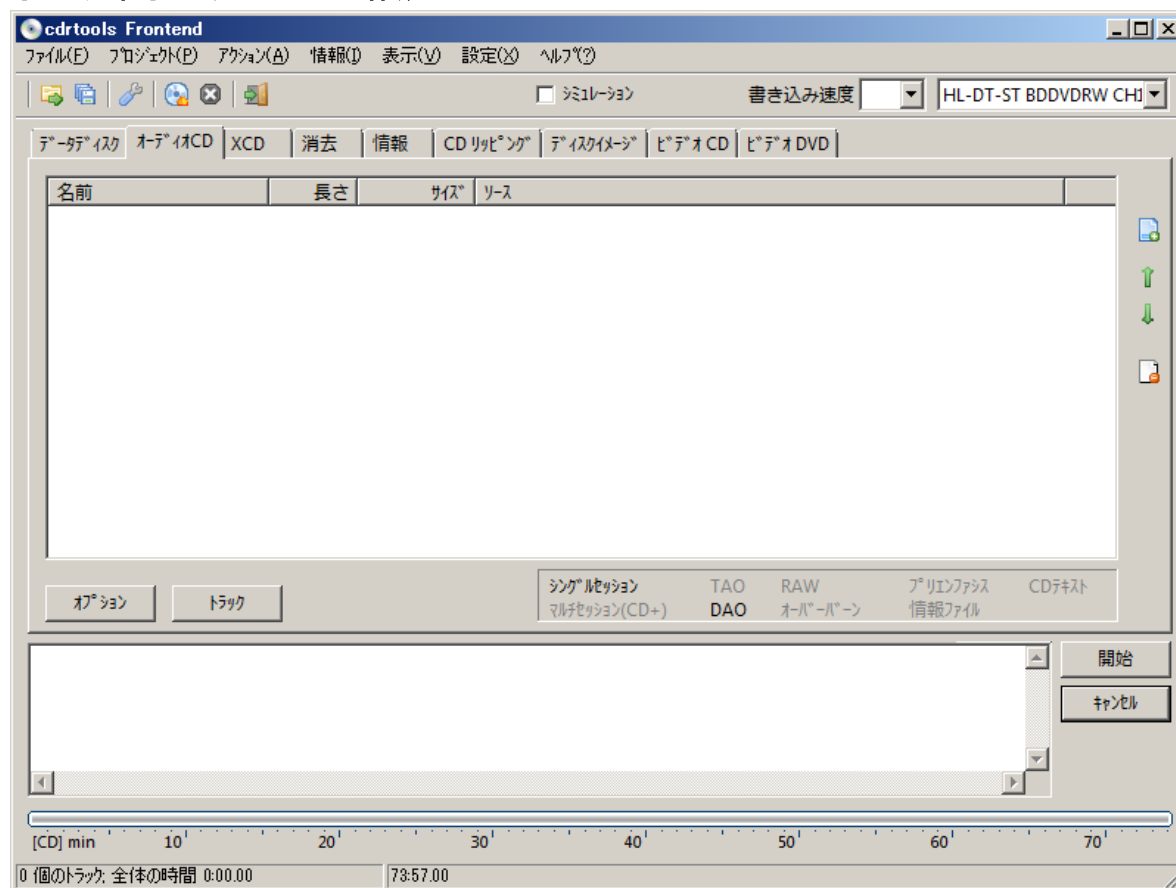 cdrtools Frontend
ﾌｧｲﾙ(F) ﾌﾟﾛｼﾞｪｸﾄ(P) ｱｸｼｮﾝ(A) 情報(I) 表示(V) 設定(X) ﾍﾙﾌﾟ(?)
ｼﾐｭﾚｰｼｮﾝ 書き込み速度 HL-DT-ST BDDVDRW CH1
ﾃﾞｰﾀﾃﾞｨｽｸ ｵｰﾃﾞｨｵCD XCD 消去 情報 CD ﾘｯﾋﾟﾝｸﾞ ﾃﾞｨｽｸｲﾒｰｼﾞ ﾋﾞﾃﾞｵ CD ﾋﾞﾃﾞｵ DVD
名前 長さ ｻｲｽﾞ ｿｰｽ
ｼﾝｸﾞﾙｾｯｼｮﾝ TAO RAW ﾌﾟﾘｴﾝﾌｧｼｽ CDﾃｷｽﾄ
ｵﾌﾟｼｮﾝ ﾄﾗｯｸ
ﾏﾙﾁｾｯｼｮﾝ(CD+) DAO ｵｰﾊﾞｰﾊﾞｰﾝ 情報ﾌｧｲﾙ
開始
ｷｬﾝｾﾙ
[CD] min 10' 20' 30' 40' 50' 60' 70'
0 個のﾄﾗｯｸ; 全体の時間 0:00.00 73:57.00